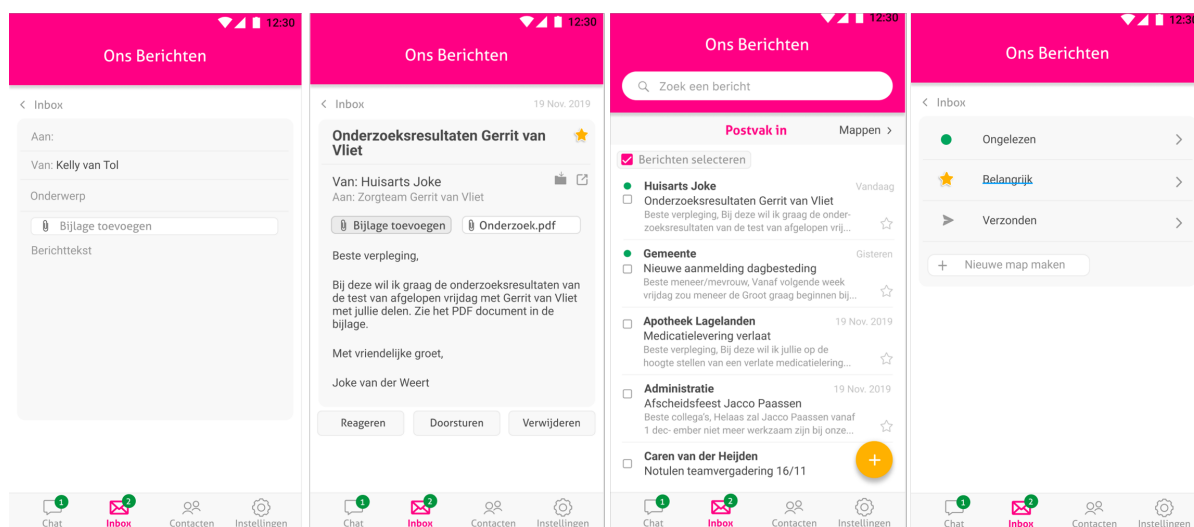 12:30
Ons Berichten
< Inbox
Aan:
Van: Kelly van Tol
Onderwerp
Bijlage toevoegen
Berichttekst
1
2
Chat
Inbox
Contacten
Instellingen
12:30
Ons Berichten
< Inbox
19 Nov. 2019
Onderzoeksresultaten Gerrit van
Vliet
Van: Huisarts Joke
Aan: Zorgteam Gerrit van Vliet
Bijlage toevoegen
Onderzoek.pdf
Beste verpleging,
Bij deze wil ik graag de onderzoeksresultaten van
de test van afgelopen vrijdag met Gerrit van Vliet
met jullie delen. Zie het PDF document in de
bijlage.
Met vriendelijke groet,
Joke van der Weert
Reageren
Doorsturen
Verwijderen
1
2
Chat
Inbox
Contacten
Instellingen
12:30
Ons Berichten
Zoek een bericht
Postvak in
Mappen >
Berichten selecteren
Huisarts Joke
Vandaag
Onderzoeksresultaten Gerrit van Vliet
Beste verpleging, Bij deze wil ik graag de onder-
zoeksresultaten van de test van afgelopen vrij...
Gemeente
Gisteren
Nieuwe aanmelding dagbesteding
Beste meneer/mevrouw, Vanaf volgende week
vrijdag zou meneer de Groot graag beginnen bij...
Apotheek Lagelanden
19 Nov. 2019
Medicatielevering verlaat
Beste verpleging, Bij deze wil ik jullie op de
hoogte stellen van een verlate medicatielering...
Administratie
19 Nov. 2019
Afscheidsfeest Jacco Paassen
Beste collega's, Helaas zal Jacco Paassen vanaf
1 dec- ember niet meer werkzaam zijn bij onze...
Caren van der Heijden
Notulen teamvergadering 16/11
+
1
2
Chat
Inbox
Contacten
Instellingen
12:30
Ons Berichten
< Inbox
Ongelezen >
Belangrijk >
Verzonden >
+ Nieuwe map maken
1
2
Chat
Inbox
Contacten
Instellingen